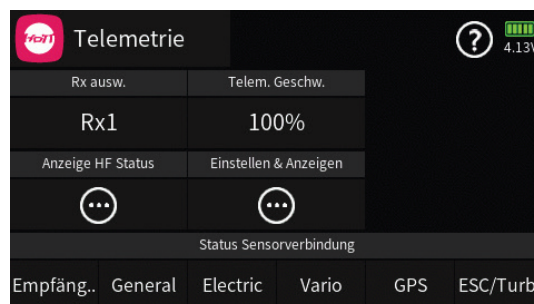 HoTT Telemetrie ? 4.13V
Rx ausw. Telem. Geschw.
Rx1 100%
Anzeige HF Status Einstellen & Anzeigen
Status Sensorverbindung
Empfäng.. General Electric Vario GPS ESC/Turb